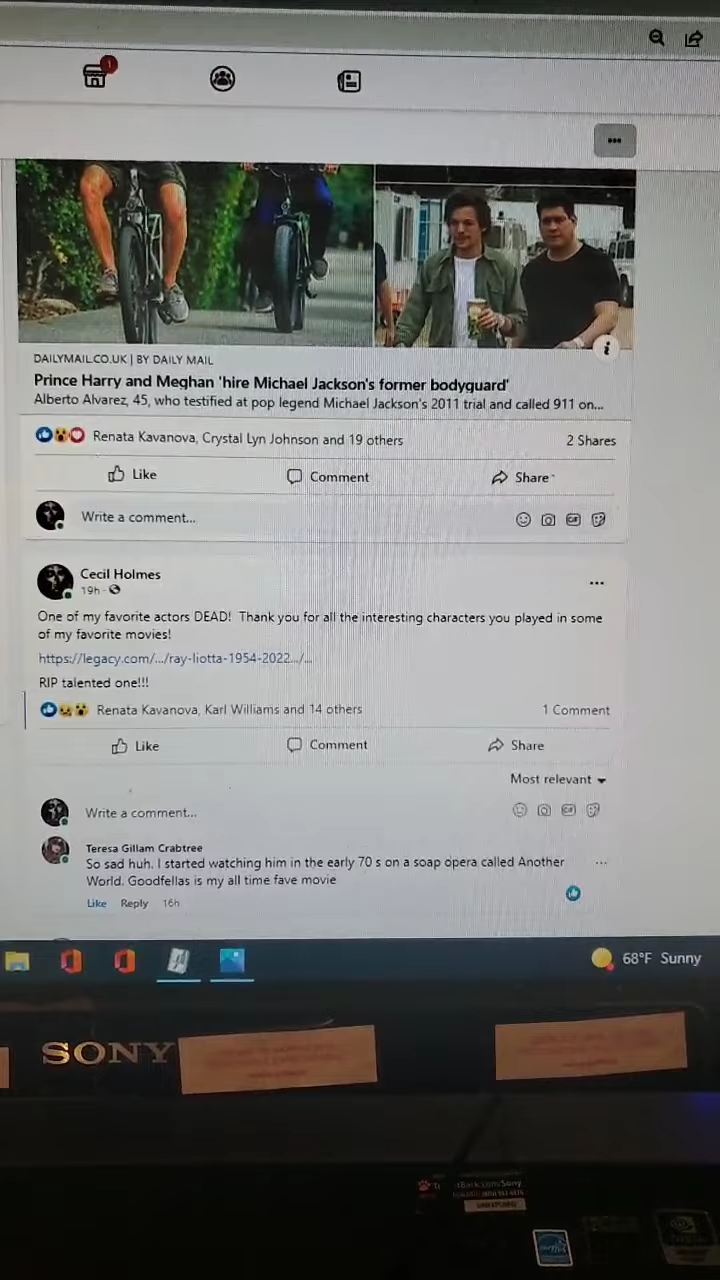 1
DAILYMAIL.CO.UK | BY DAILY MAIL
Prince Harry and Meghan 'hire Michael Jackson's former bodyguard'
Alberto Alvarez, 45, who testified at pop legend Michael Jackson's 2011 trial and called 911 on...
Renata Kavanova, Crystal Lyn Johnson and 19 others 2 Shares
Like Comment Share
Write a comment... GIF
Cecil Holmes
19h
One of my favorite actors DEAD! Thank you for all the interesting characters you played in some
of my favorite movies!
https://legacy.com/.../ray-liotta-1954-2022.../...
RIP talented one!!!
Renata Kavanova, Karl Williams and 14 others 1 Comment
Like Comment Share
Most relevant
Write a comment... GIF
Teresa Gillam Crabtree
So sad huh. I started watching him in the early 70 s on a soap opera called Another
World. Goodfellas is my all time fave movie
Like Reply 16h
68°F Sunny
SONY